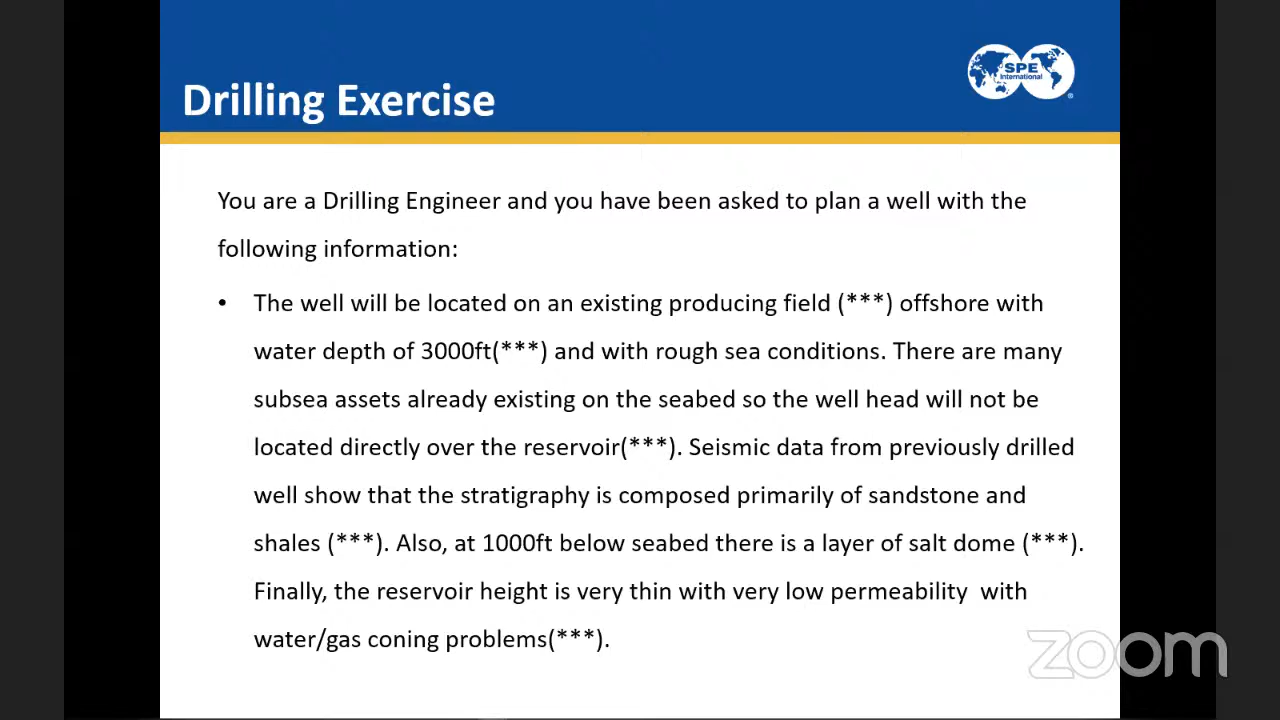 SPE
International
Drilling Exercise
You are a Drilling Engineer and you have been asked to plan a well with the
following information:
• The well will be located on an existing producing field (***) offshore with
water depth of 3000ft(***) and with rough sea conditions. There are many
subsea assets already existing on the seabed so the well head will not be
located directly over the reservoir(***). Seismic data from previously drilled
well show that the stratigraphy is composed primarily of sandstone and
shales (***). Also, at 1000ft below seabed there is a layer of salt dome (***).
Finally, the reservoir height is very thin with very low permeability with
water/gas coning problems(***).
zoom